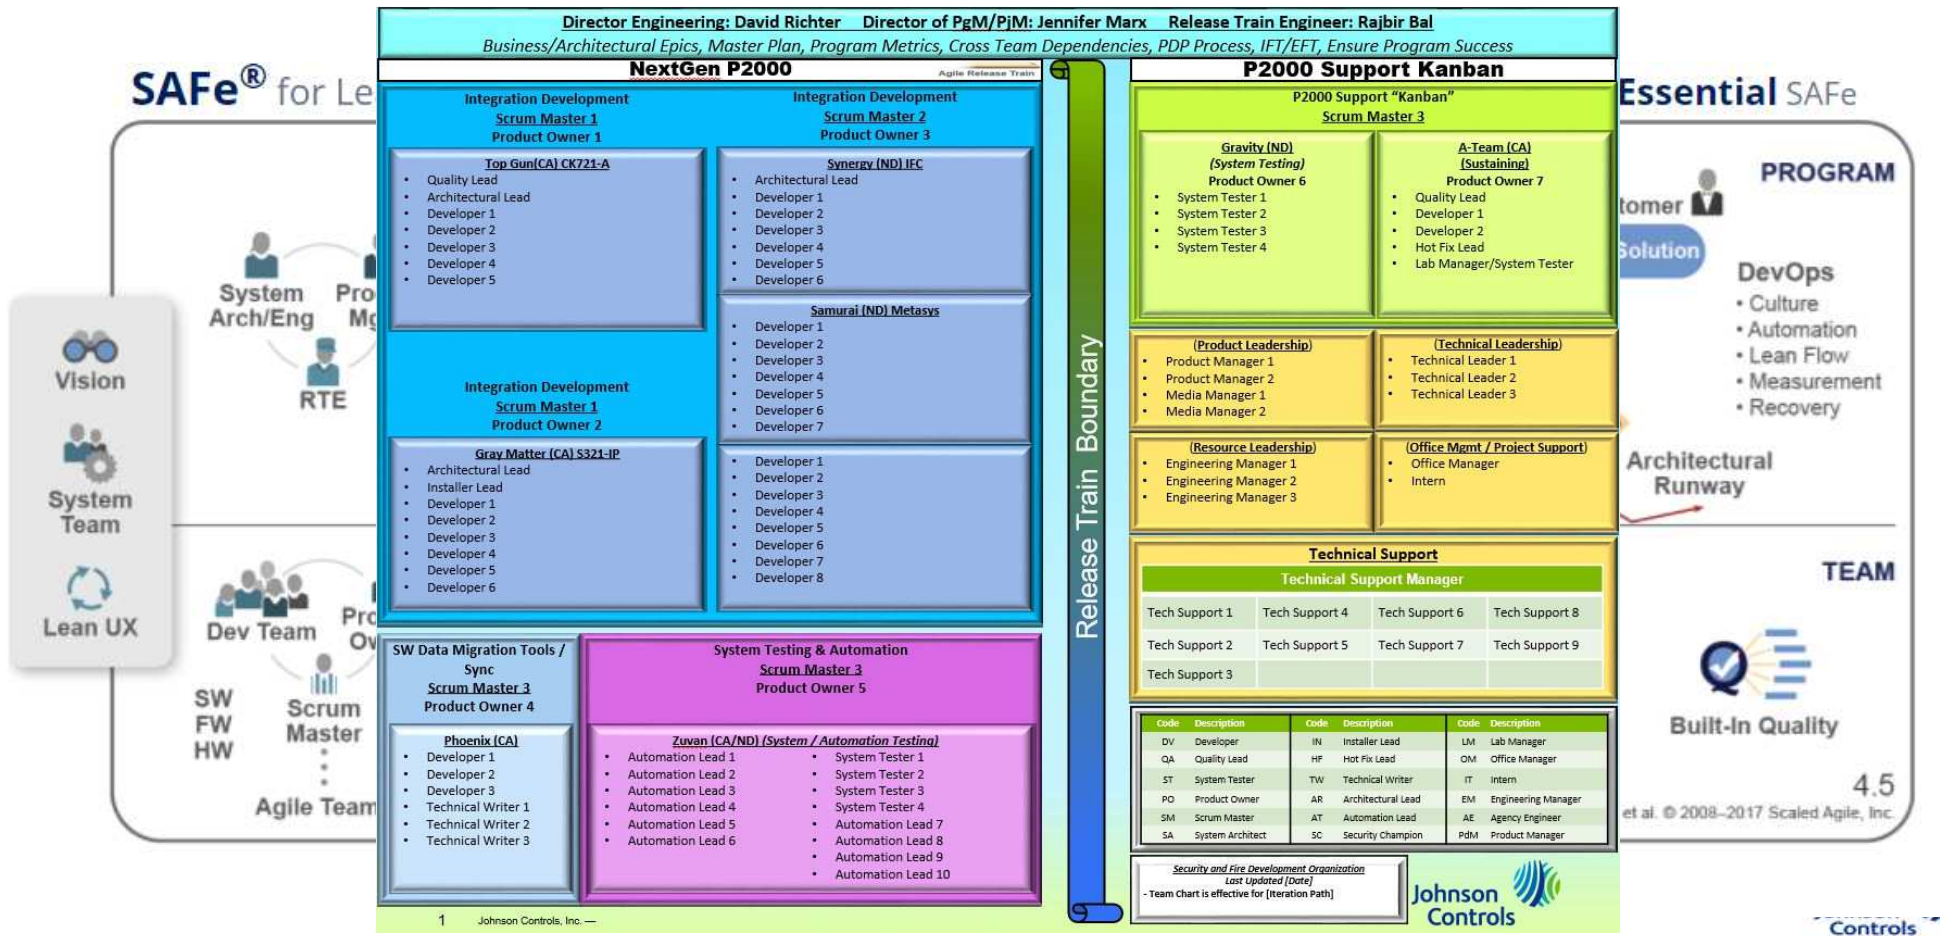 Director Engineering: David Richter Director of PgM/PjM: Jennifer Marx Release Train Engineer: Rajbir Bal
Business/Architectural Epics, Master Plan, Program Metrics, Cross Team Dependencies, PDP Process, IFT/EFT, Ensure Program Success
SAFe® for Le
Vision
System
Team
Lean UX
System
Arch/Eng
Pro
Mg
RTE
Dev Team
Pro
Ow
SW
FW
HW
Scrum
Master
Agile Team
NextGen P2000
Agile Release Train
Integration Development
Scrum Master 1
Product Owner 1
Top Gun(CA) CK721-A
• Quality Lead
• Architectural Lead
• Developer 1
• Developer 2
• Developer 3
• Developer 4
• Developer 5
Integration Development
Scrum Master 1
Product Owner 2
Gray Matter (CA) S321-IP
• Architectural Lead
• Installer Lead
• Developer 1
• Developer 2
• Developer 3
• Developer 4
• Developer 5
• Developer 6
Integration Development
Scrum Master 2
Product Owner 3
Synergy (ND) IFC
• Architectural Lead
• Developer 1
• Developer 2
• Developer 3
• Developer 4
• Developer 5
• Developer 6
Samurai (ND) Metasys
• Developer 1
• Developer 2
• Developer 3
• Developer 4
• Developer 5
• Developer 6
• Developer 7
• Developer 1
• Developer 2
• Developer 3
• Developer 4
• Developer 5
• Developer 6
• Developer 7
• Developer 8
SW Data Migration Tools /
Sync
Scrum Master 3
Product Owner 4
Phoenix (CA)
• Developer 1
• Developer 2
• Developer 3
• Technical Writer 1
• Technical Writer 2
• Technical Writer 3
System Testing & Automation
Scrum Master 3
Product Owner 5
Zuvan (CA/ND) (System / Automation Testing)
• Automation Lead 1
• Automation Lead 2
• Automation Lead 3
• Automation Lead 4
• Automation Lead 5
• Automation Lead 6
• System Tester 1
• System Tester 2
• System Tester 3
• System Tester 4
• Automation Lead 7
• Automation Lead 8
• Automation Lead 9
• Automation Lead 10
1 Johnson Controls, Inc. —
Release Train Boundary
P2000 Support Kanban
P2000 Support “Kanban”
Scrum Master 3
Gravity (ND)
(System Testing)
Product Owner 6
• System Tester 1
• System Tester 2
• System Tester 3
• System Tester 4
A-Team (CA)
(Sustaining)
Product Owner 7
• Quality Lead
• Developer 1
• Developer 2
• Hot Fix Lead
• Lab Manager/System Tester
(Product Leadership)
• Product Manager 1
• Product Manager 2
• Media Manager 1
• Media Manager 2
(Technical Leadership)
• Technical Leader 1
• Technical Leader 2
• Technical Leader 3
(Resource Leadership)
• Engineering Manager 1
• Engineering Manager 2
• Engineering Manager 3
(Office Mgmt / Project Support)
• Office Manager
• Intern
Technical Support
Technical Support Manager
Tech Support 1 Tech Support 4 Tech Support 6 Tech Support 8
Tech Support 2 Tech Support 5 Tech Support 7 Tech Support 9
Tech Support 3
Code Description Code Description Code Description
DV Developer IN Installer Lead LM Lab Manager
QA Quality Lead HF Hot Fix Lead OM Office Manager
ST System Tester TW Technical Writer IT Intern
PO Product Owner AR Architectural Lead EM Engineering Manager
SM Scrum Master AT Automation Lead AE Agency Engineer
SA System Architect SC Security Champion PdM Product Manager
Security and Fire Development Organization
Last Updated [Date]
- Team Chart is effective for [Iteration Path]
Johnson
Controls
Essential SAFe
PROGRAM
tomer
Solution
DevOps
• Culture
• Automation
• Lean Flow
• Measurement
• Recovery
Architectural
Runway
TEAM
Built-In Quality
4.5
et al. © 2008–2017 Scaled Agile, Inc.
Controls